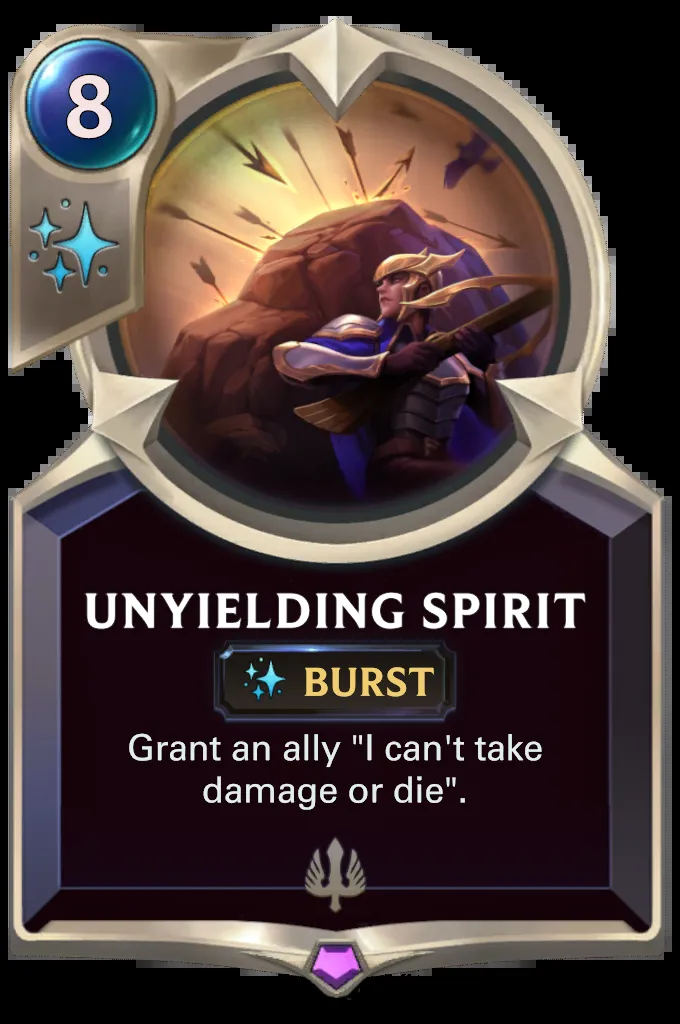 8
UNYIELDING SPIRIT
BURST
Grant an ally "I can't take
damage or die".